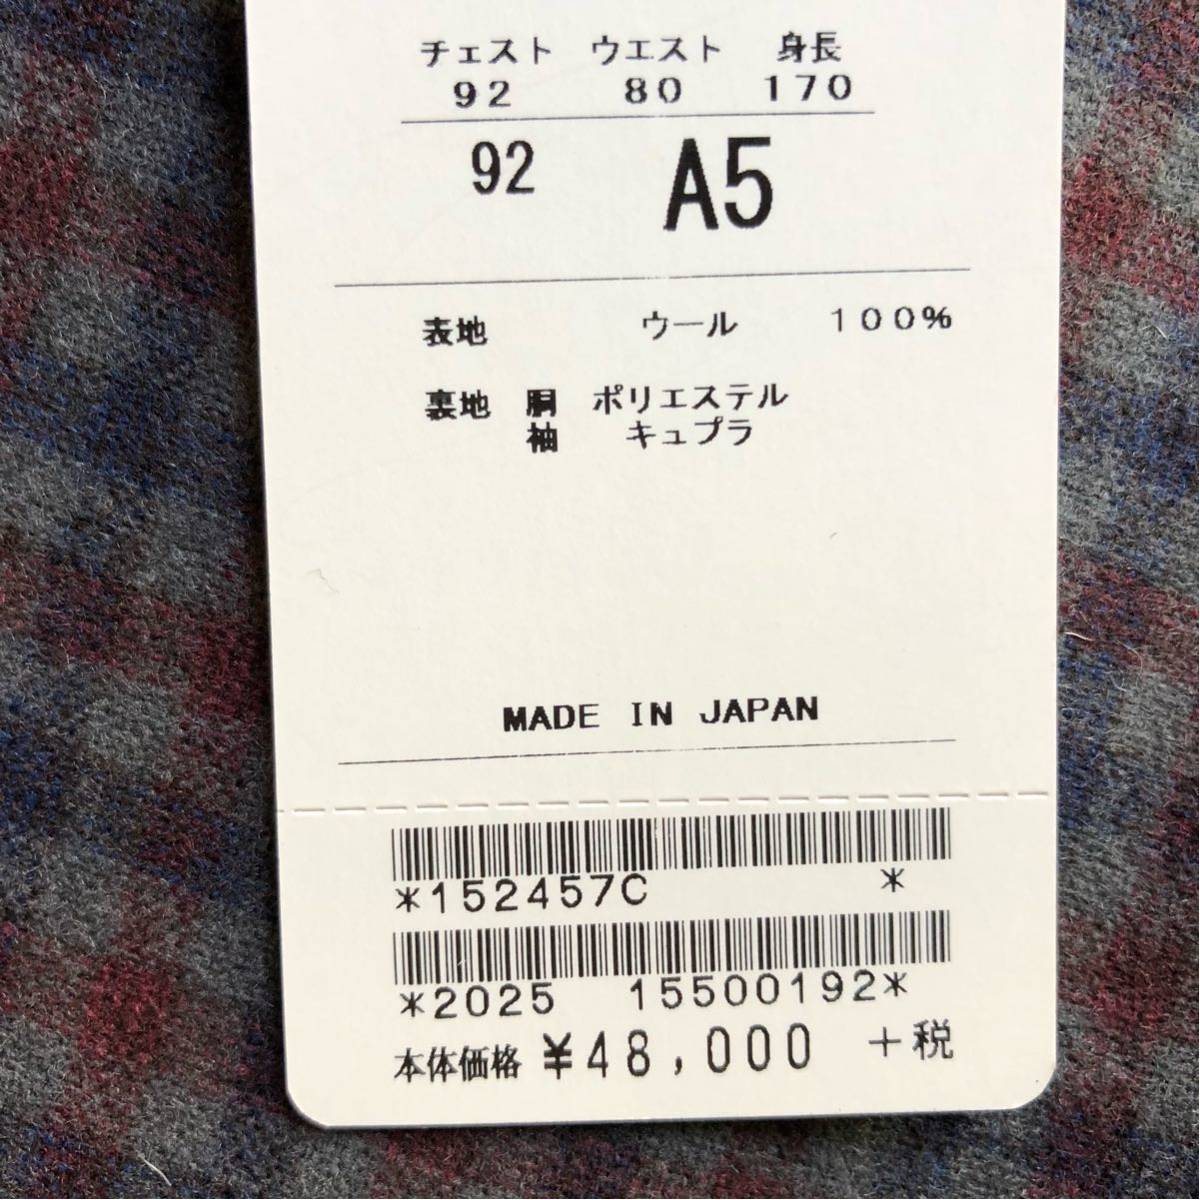 チェスト ウエスト 身長
92 80 170
92 A5
表地 ウール 100%
裏地 胴 ポリエステル
袖 キュプラ
MADE IN JAPAN
*152457C *
*2025 15500192*
本体価格 ¥48,000 +税